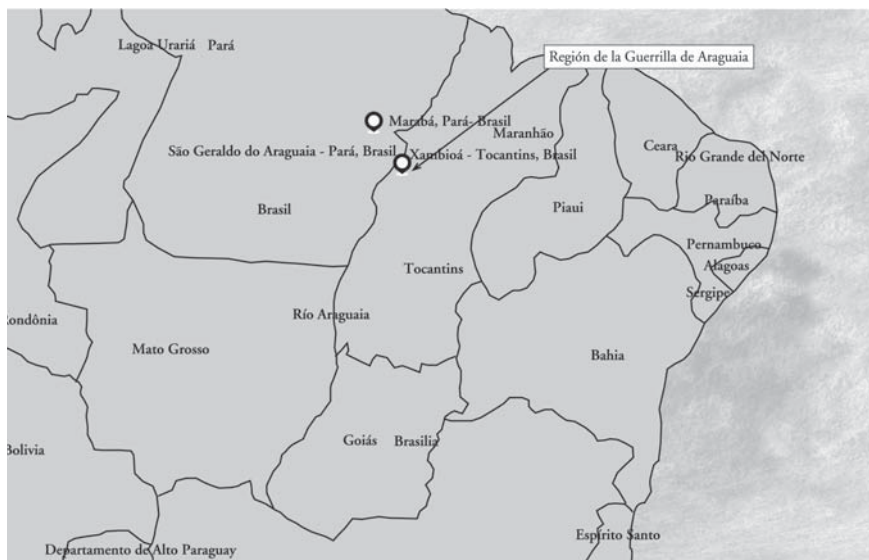 Lagoa Urariá Pará
Región de la Guerrilla de Araguaia
Marabá, Pará- Brasil
Maranhão
São Geraldo do Araguaia - Pará, Brasil
Xambioá - Tocantins, Brasil
Ceara
Rio Grande del Norte
Brasil
Piaui
Paraíba
Pernambuco
Tocantins
Alagoas
Sergipe
Río Araguaia
Rondônia
Mato Grosso
Bahia
Goiás
Brasilia
Bolivia
Espírito Santo
Departamento de Alto Paraguay